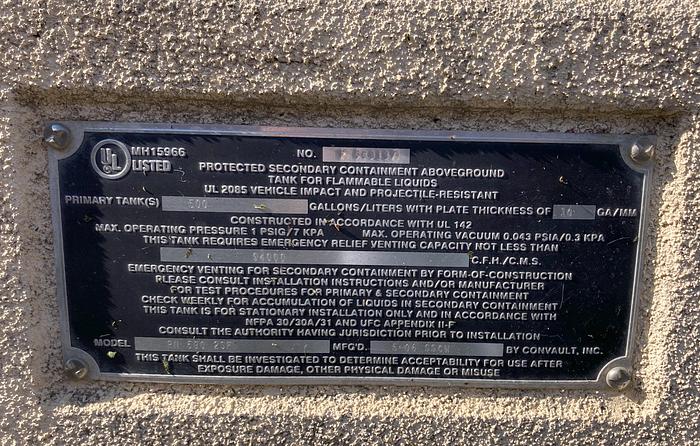 UL MH15966 NO.
LISTED
PROTECTED SECONDARY CONTAINMENT ABOVEGROUND
TANK FOR FLAMMABLE LIQUIDS
UL 2085 VEHICLE IMPACT AND PROJECTILE-RESISTANT
PRIMARY TANK(S) 500 GALLONS/LITERS WITH PLATE THICKNESS OF 10 GA/MM
CONSTRUCTED IN ACCORDANCE WITH UL 142
MAX. OPERATING PRESSURE 1 PSIG/7 KPA MAX. OPERATING VACUUM 0.043 PSIA/0.3 KPA
THIS TANK REQUIRES EMERGENCY RELIEF VENTING CAPACITY NOT LESS THAN
C.F.H./C.M.S.
EMERGENCY VENTING FOR SECONDARY CONTAINMENT BY FORM-OF-CONSTRUCTION
PLEASE CONSULT INSTALLATION INSTRUCTIONS AND/OR MANUFACTURER
FOR TEST PROCEDURES FOR PRIMARY & SECONDARY CONTAINMENT
CHECK WEEKLY FOR ACCUMULATION OF LIQUIDS IN SECONDARY CONTAINMENT
THIS TANK IS FOR STATIONARY INSTALLATION ONLY AND IN ACCORDANCE WITH
NFPA 30/30A/31 AND UFC APPENDIX II-F
CONSULT THE AUTHORITY HAVING JURISDICTION PRIOR TO INSTALLATION
MODEL MFG'D. BY CONVAULT, INC.
THIS TANK SHALL BE INVESTIGATED TO DETERMINE ACCEPTABILITY FOR USE AFTER
EXPOSURE DAMAGE, OTHER PHYSICAL DAMAGE OR MISUSE